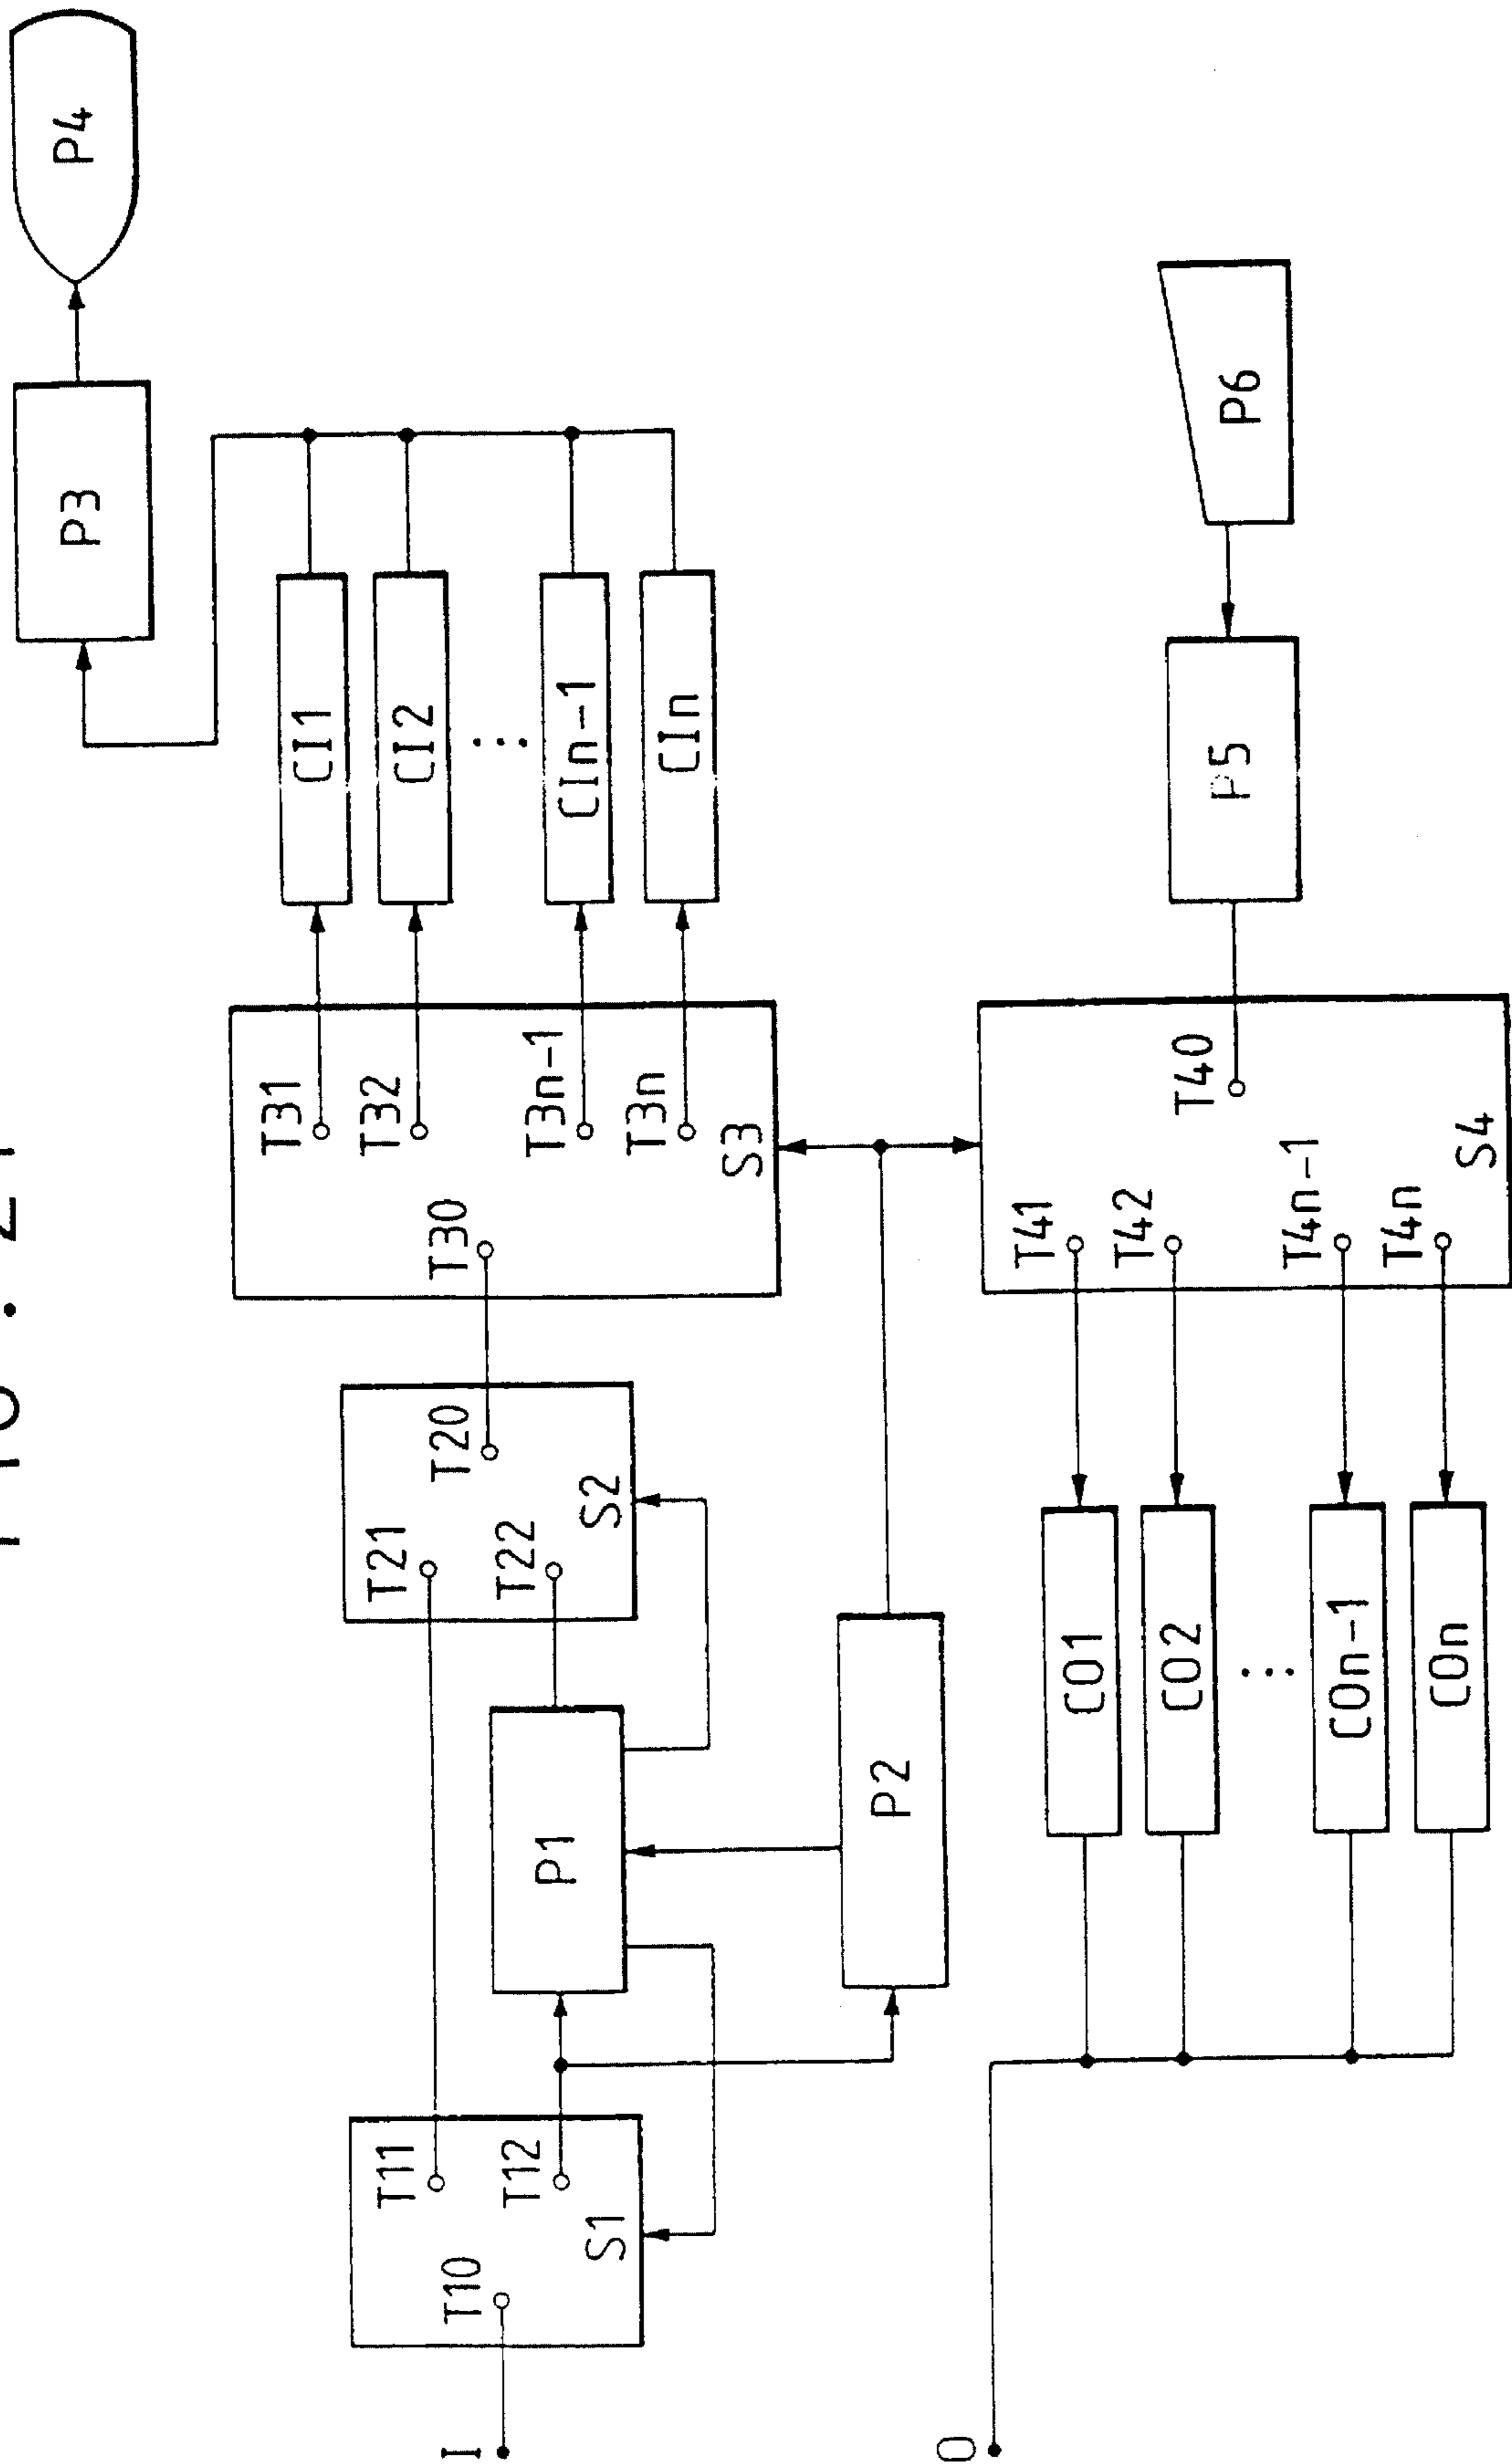 P4
P3
CI1
CI2
CIn-1
CIn
T31
T32
T3n-1
T3n
T30
S3
T20
T21
T22
S2
P1
P2
T11
T12
T10
S1
I
P6
P5
T40
T41
T42
T4n-1
T4n
S4
CO1
CO2
COn-1
COn
O